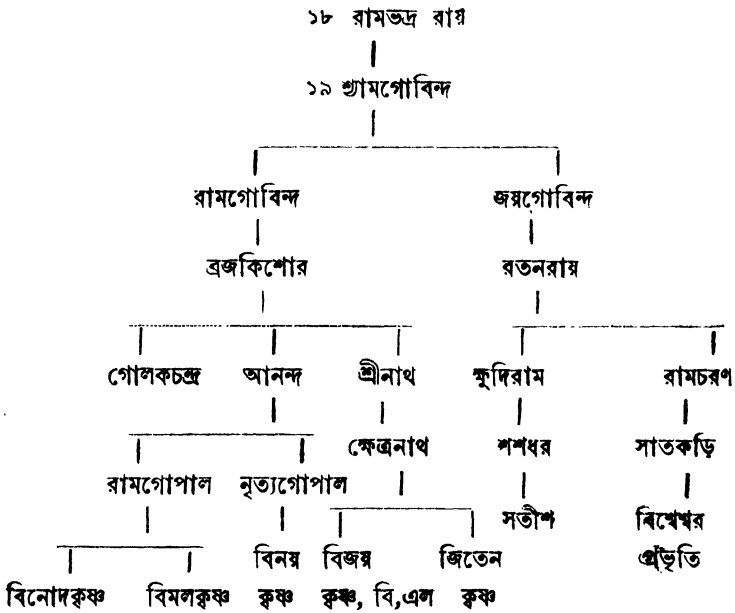 ১৮ রামভদ্র রায়
১৯ শ্যামগোবিন্দ
রামগোবিন্দ জয়গোবিন্দ
ব্রজকিশোর রতনরায়
গোলকচন্দ্র আনন্দ শ্রীনাথ ক্ষুদিরাম রামচরণ
ক্ষেত্রনাথ শশধর সাতকড়ি
রামগোপাল নৃত্যগোপাল
সতীশ বিশ্বেশ্বর
বিনয় বিজয় জিতেন প্রভৃতি
বিনোদকৃষ্ণ বিমলকৃষ্ণ কৃষ্ণ কৃষ্ণ, বি,এল কৃষ্ণ